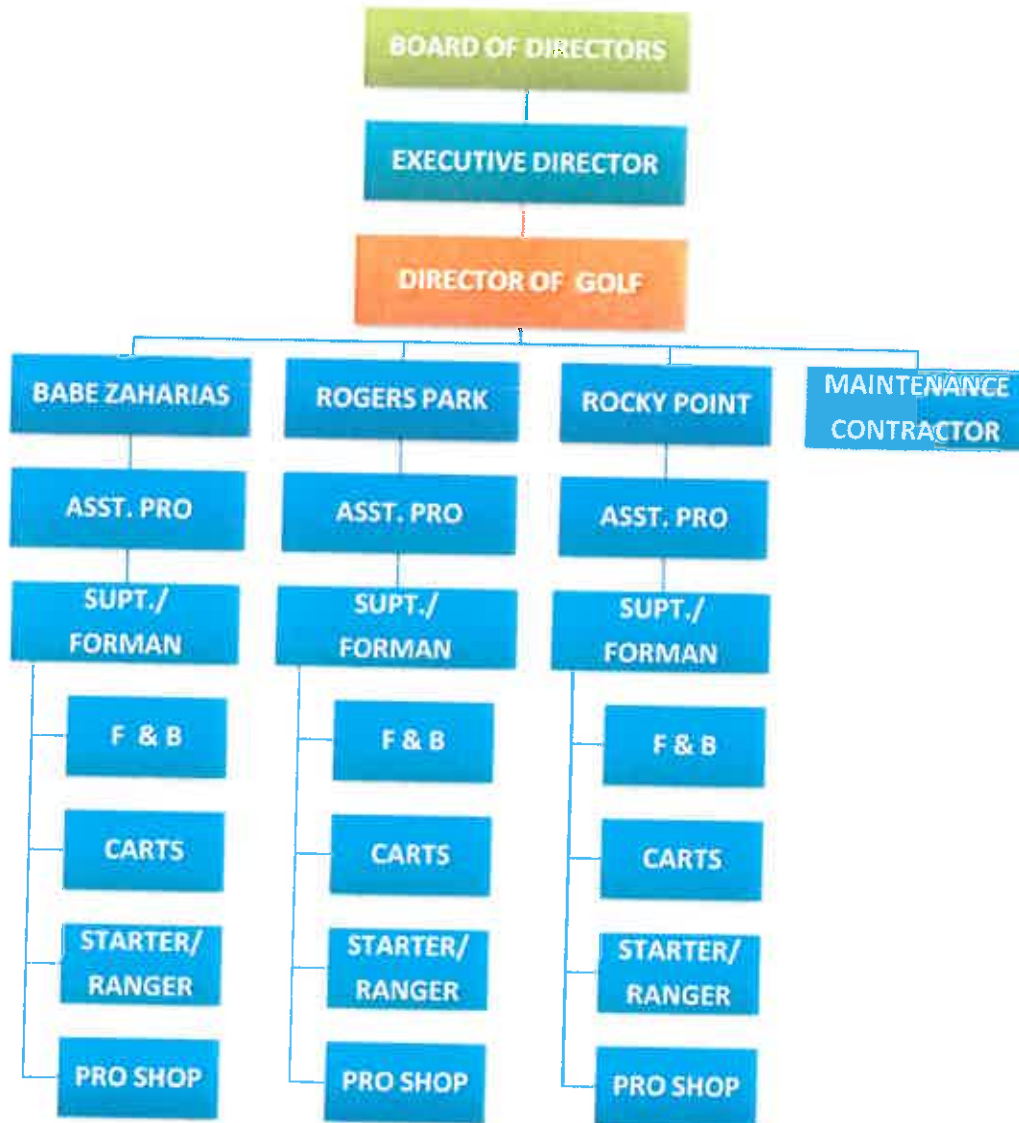 BOARD OF DIRECTORS
EXECUTIVE DIRECTOR
DIRECTOR OF GOLF
BABE ZAHARIAS
ROGERS PARK
ROCKY POINT
MAINTENANCE
CONTRACTOR
ASST. PRO
ASST. PRO
ASST. PRO
SUPT./
FORMAN
SUPT./
FORMAN
SUPT./
FORMAN
F & B
F & B
F & B
CARTS
CARTS
CARTS
STARTER/
RANGER
STARTER/
RANGER
STARTER/
RANGER
PRO SHOP
PRO SHOP
PRO SHOP